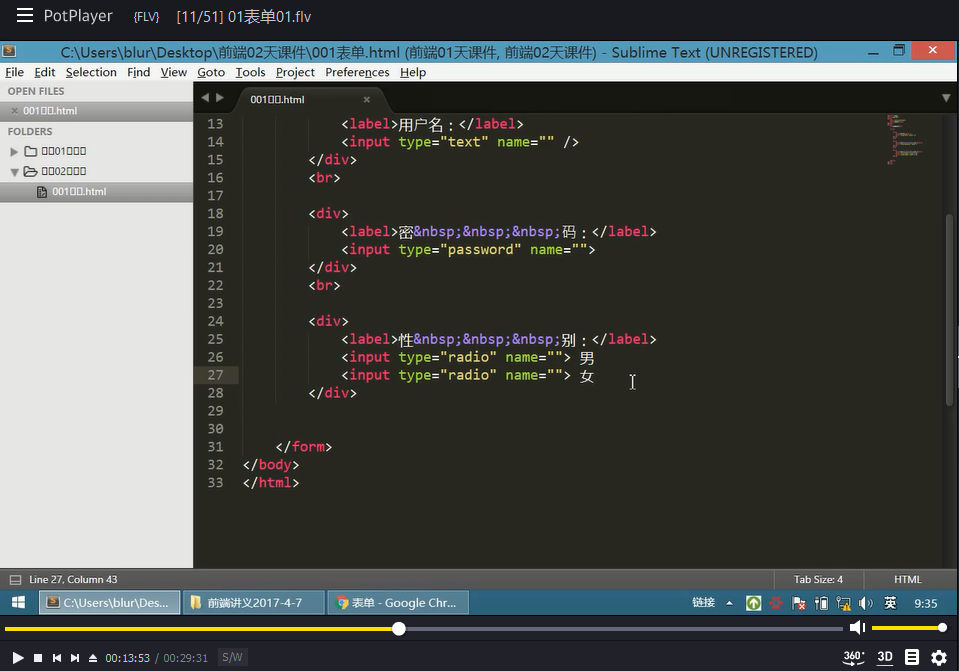 PotPlayer {FLV} [11/51] 01表单01.flv
C:\Users\blur\Desktop\前端02天课件\001表单.html (前端01天课件, 前端02天课件) - Sublime Text (UNREGISTERED)
File Edit Selection Find View Goto Tools Project Preferences Help
OPEN FILES
001□□.html
FOLDERS
□□01□□□
□□02□□□
001□□.html
001□□.html
13 <label>用户名：</label>
14 <input type="text" name="" />
15 </div>
16 <br>
17
18 <div>
19 <label>密&nbsp;&nbsp;&nbsp;码：</label>
20 <input type="password" name="">
21 </div>
22 <br>
23
24 <div>
25 <label>性&nbsp;&nbsp;&nbsp;别：</label>
26 <input type="radio" name=""> 男
27 <input type="radio" name=""> 女
28 </div>
29
30
31 </form>
32 </body>
33 </html>
Line 27, Column 43 Tab Size: 4 HTML
C:\Users\blur\Des... 前端讲义2017-4-7 表单 - Google Chr... 链接 英 9:35
00:13:53 / 00:29:31 S/W 360° 3D